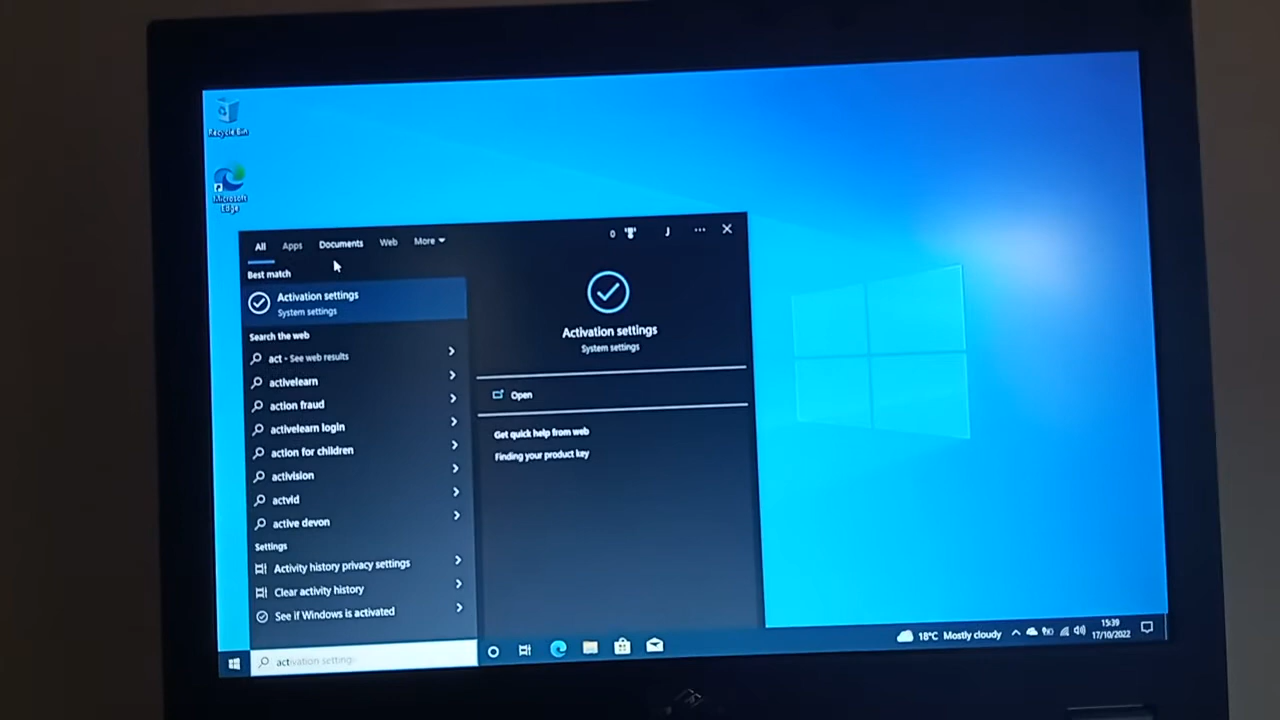 Recycle Bin
Microsoft
Edge
All Apps Documents Web More
0 J ...
Best match
Activation settings
System settings
Search the web
act - See web results
activelearn
action fraud
activelearn login
action for children
activision
actvid
active devon
Settings
Activity history privacy settings
Clear activity history
See if Windows is activated
Activation settings
System settings
Open
Get quick help from web
Finding your product key
activation settings
18°C Mostly cloudy
15:39
17/10/2022